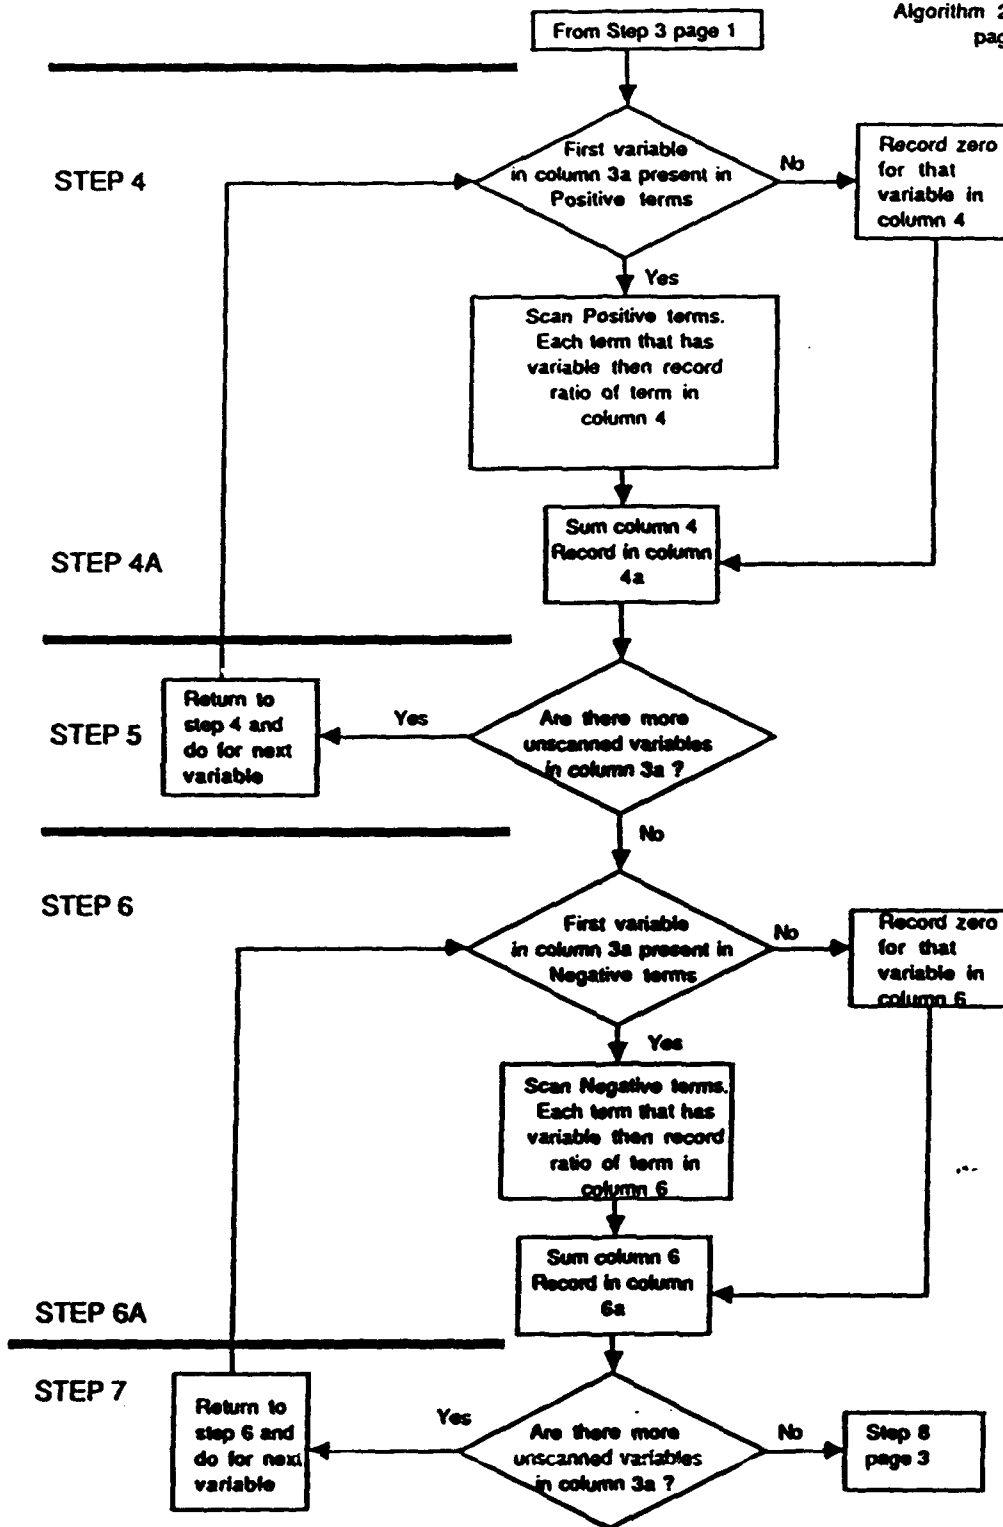 Algorithm 2
pag
From Step 3 page 1
STEP 4
First variable
in column 3a present in
Positive terms
No
Record zero
for that
variable in
column 4
Yes
Scan Positive terms.
Each term that has
variable then record
ratio of term in
column 4
STEP 4A
Sum column 4
Record in column
4a
STEP 5
Return to
step 4 and
do for next
variable
Yes
Are there more
unscanned variables
in column 3a ?
No
STEP 6
First variable
in column 3a present in
Negative terms
No
Record zero
for that
variable in
column 6
Yes
Scan Negative terms.
Each term that has
variable then record
ratio of term in
column 6
STEP 6A
Sum column 6
Record in column
6a
STEP 7
Return to
step 6 and
do for next
variable
Yes
Are there more
unscanned variables
in column 3a ?
No
Step 8
page 3